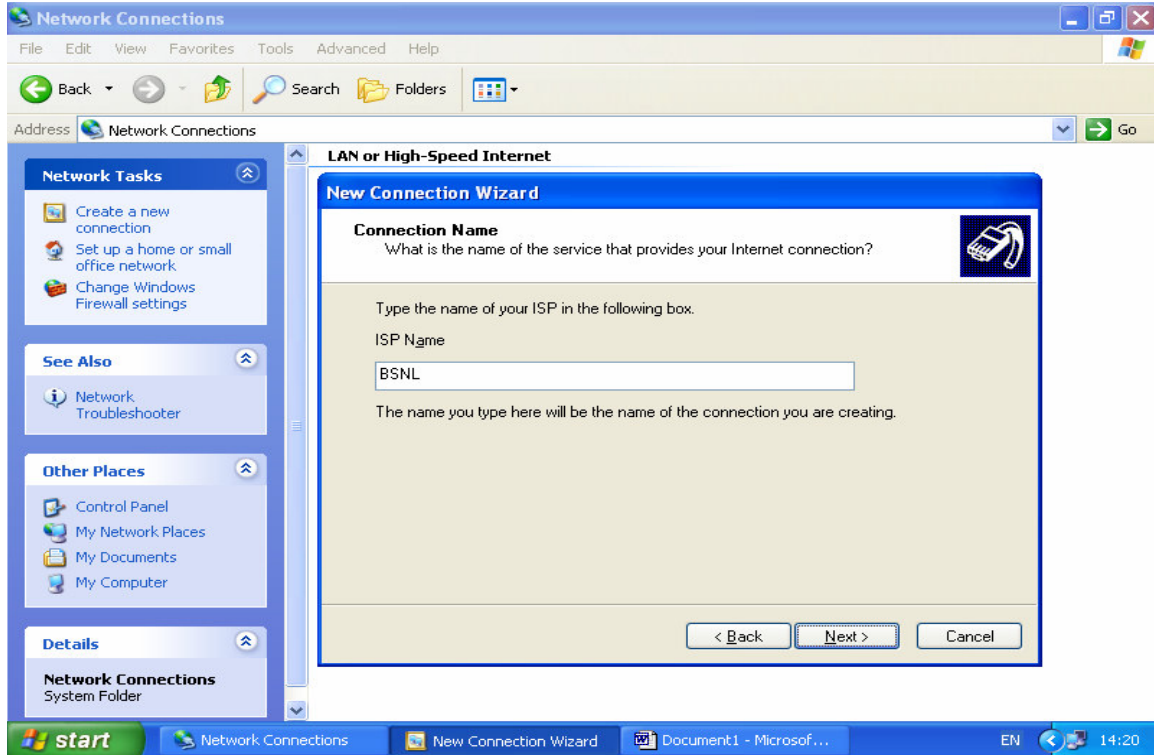 Network Connections
File Edit View Favorites Tools Advanced Help
Back Search Folders
Address Network Connections Go
Network Tasks
Create a new
connection
Set up a home or small
office network
Change Windows
Firewall settings
See Also
Network
Troubleshooter
Other Places
Control Panel
My Network Places
My Documents
My Computer
Details
Network Connections
System Folder
LAN or High-Speed Internet
New Connection Wizard
Connection Name
What is the name of the service that provides your Internet connection?
Type the name of your ISP in the following box.
ISP Name
BSNL
The name you type here will be the name of the connection you are creating.
< Back Next > Cancel
start Network Connections New Connection Wizard Document1 - Microsof... EN 14:20